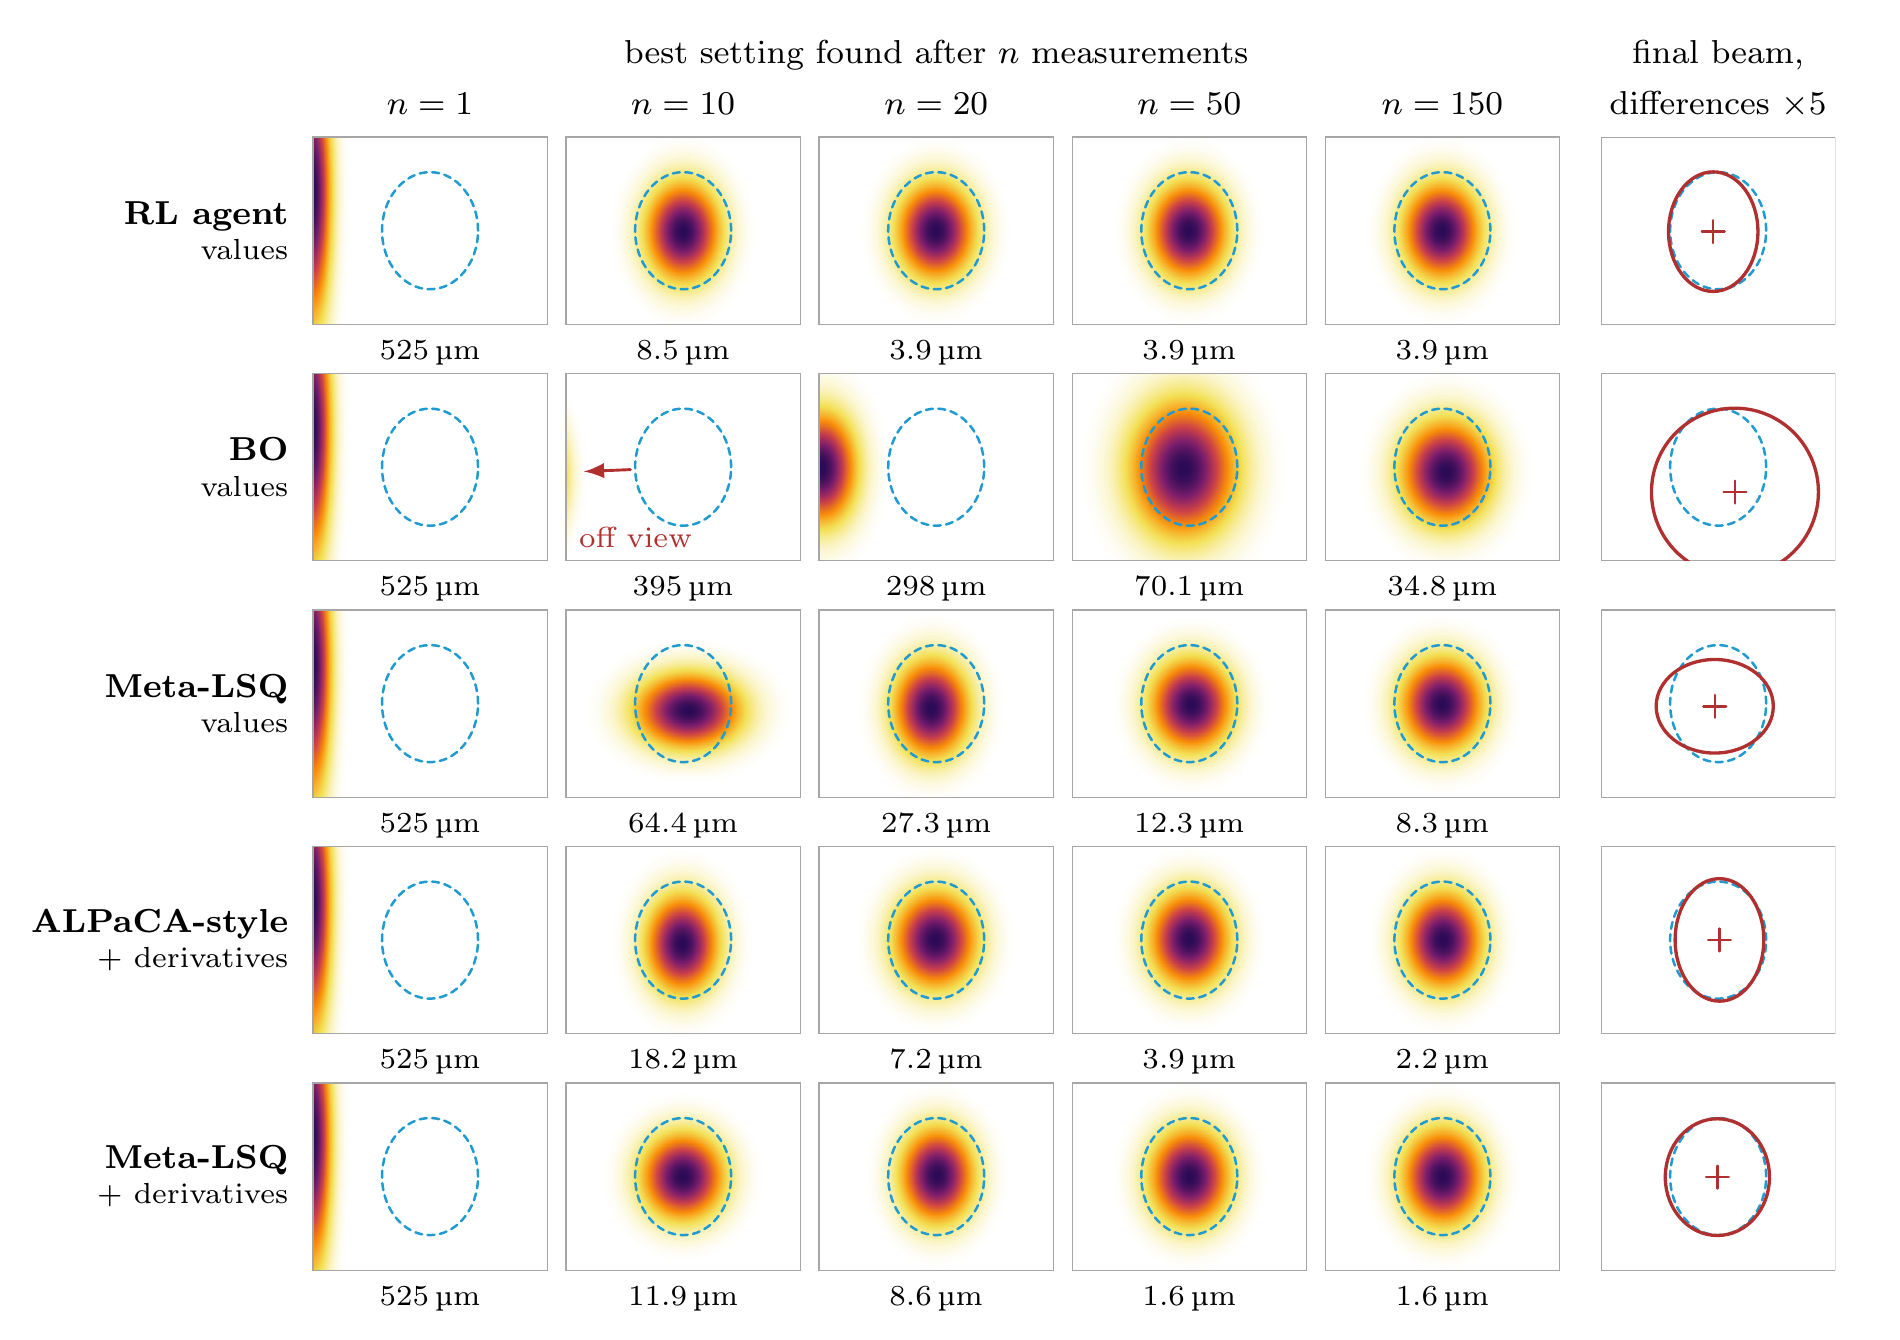 best setting found after n measurements
final beam,
differences ×5
n = 1
n = 10
n = 20
n = 50
n = 150
RL agent
values
525 µm
8.5 µm
3.9 µm
3.9 µm
3.9 µm
BO
values
off view
525 µm
395 µm
298 µm
70.1 µm
34.8 µm
Meta-LSQ
values
525 µm
64.4 µm
27.3 µm
12.3 µm
8.3 µm
ALPaCA-style
+ derivatives
525 µm
18.2 µm
7.2 µm
3.9 µm
2.2 µm
Meta-LSQ
+ derivatives
525 µm
11.9 µm
8.6 µm
1.6 µm
1.6 µm